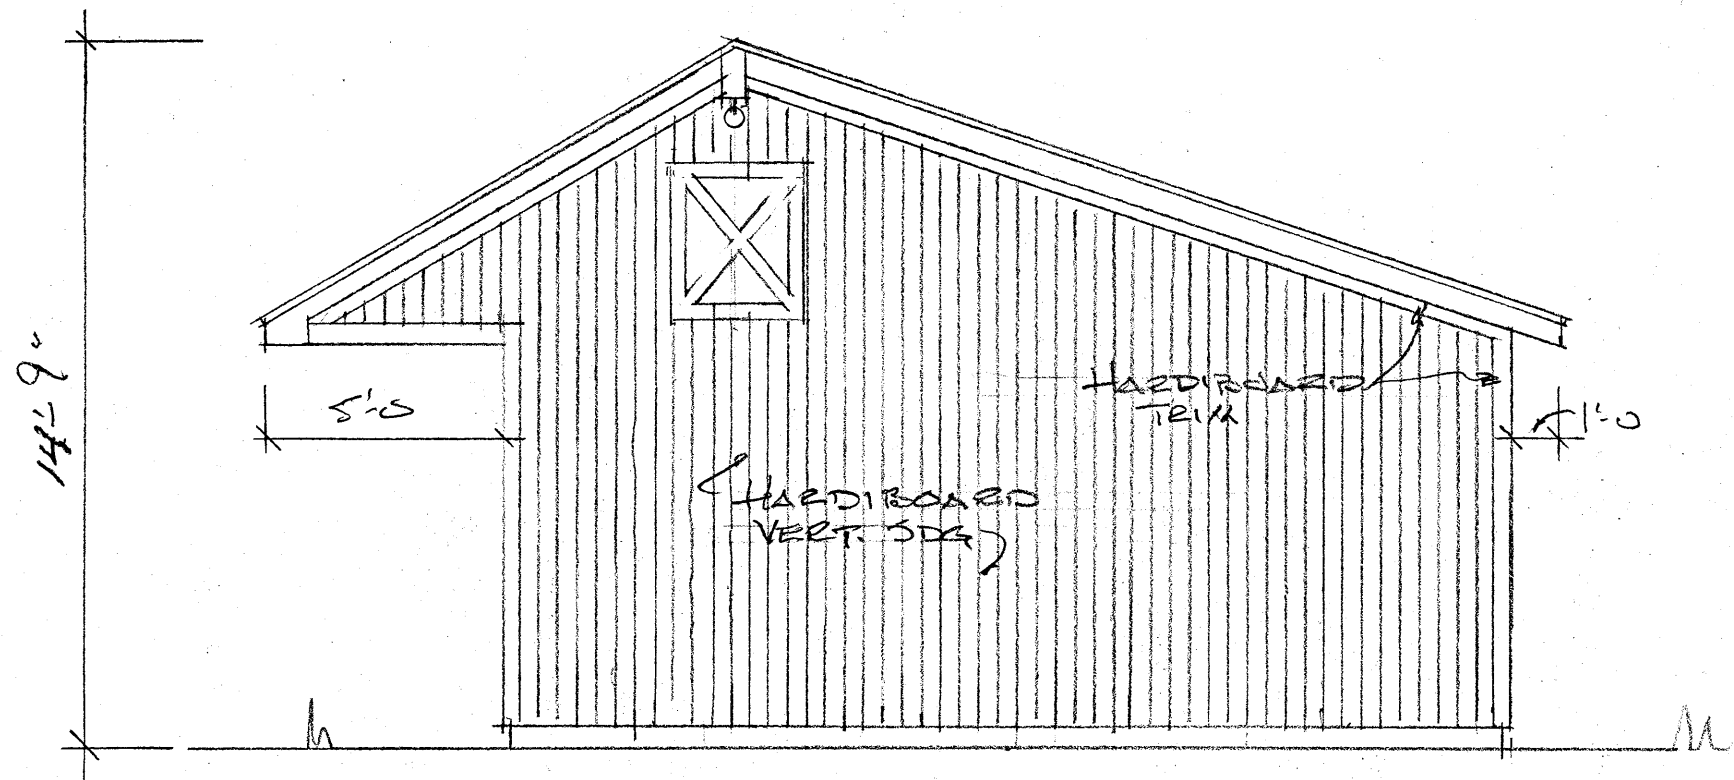 14'-9"
5'-0
HARDIBOARD
TRIM
1'-0
HARDIBOARD
VERT. SDG